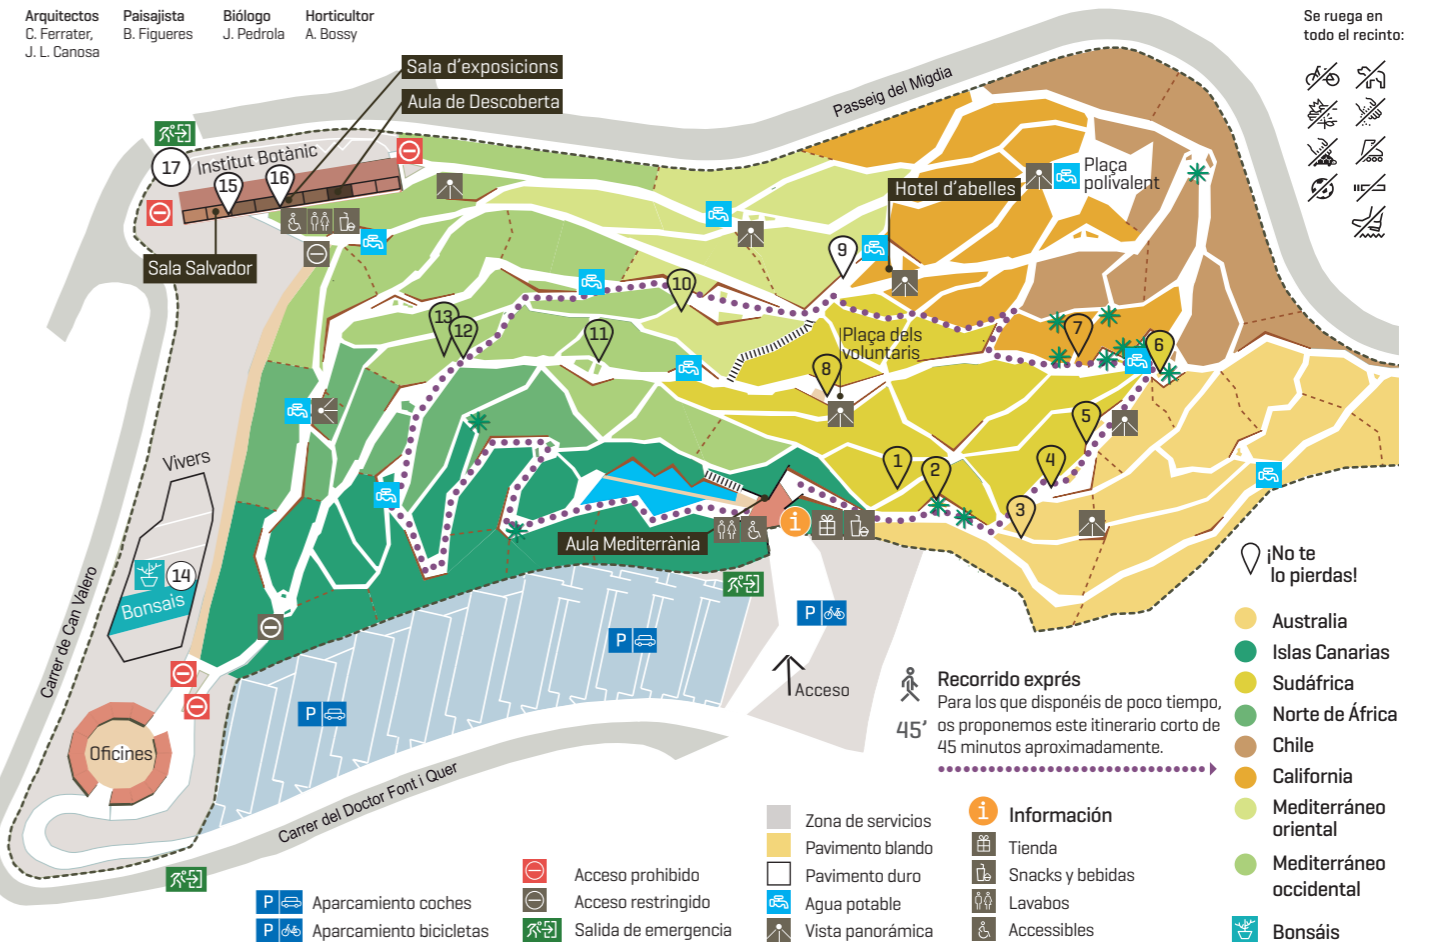 Arquitectos
C. Ferrater,
J. L. Canosa
Paisajista
B. Figueres
Biólogo
J. Pedrola
Horticultor
A. Bossy
Se ruega en
todo el recinto:
Sala d'exposicions
Aula de Descoberta
Passeig del Migdia
17
Institut Botànic
15
16
Sala Salvador
Hotel d'abelles
Plaça
polivalent
9
10
13
12
11
Plaça dels
voluntaris
8
7
6
5
4
3
1
2
Vivers
14
Bonsais
Aula Mediterrània
i
Carrer de Can Valero
P
P
P
Acceso
Oficines
Carrer del Doctor Font i Quer
¡No te
lo pierdas!
Australia
Islas Canarias
Sudáfrica
Norte de África
Chile
California
Mediterráneo
oriental
Mediterráneo
occidental
Bonsáis
45'
Recorrido exprés
Para los que disponéis de poco tiempo,
os proponemos este itinerario corto de
45 minutos aproximadamente.
P
Aparcamiento coches
P
Aparcamiento bicicletas
Acceso prohibido
Acceso restringido
Salida de emergencia
Zona de servicios
Pavimento blando
Pavimento duro
Agua potable
Vista panorámica
i
Información
Tienda
Snacks y bebidas
Lavabos
Accessibles